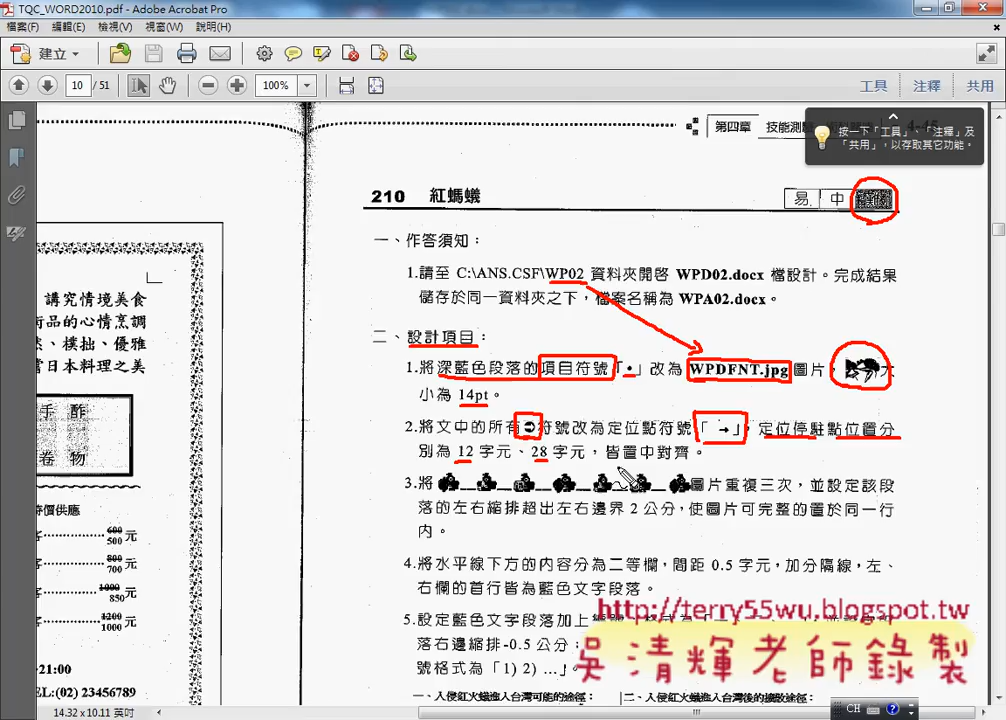 TQC_WORD2010.pdf - Adobe Acrobat Pro
檔案(F) 編輯(E) 檢視(V) 視窗(W) 說明(H)
建立
10 / 51 100% 工具 註釋 共用
第四章 技能測驗
按一下「工具」、「注釋」及
「共用」,以存取其它功能。
210 紅螞蟻 易 中
一、作答須知:
1.請至 C:\ANS.CSF\WP02 資料夾開啓 WPD02.docx 檔設計。完成結果
儲存於同一資料夾之下,檔案名稱為 WPA02.docx。
二、設計項目:
1.將深藍色段落的項目符號「•」改為 WPDFNT.jpg 圖片,大
小為 14pt。
2.將文中的所有➲符號改為定位點符號「→」,定位停駐點位置分
別為 12 字元、28 字元,皆置中對齊。
3.將 圖片重複三次,並設定該段
落的左右縮排超出左右邊界 2 公分,使圖片可完整的置於同一行
內。
4.將水平線下方的內容分為二等欄,間距 0.5 字元,加分隔線,左、
右欄的首行皆為藍色文字段落。
5.設定藍色文字段落加上
落右邊縮排-0.5 公分;
號格式為「1) 2) …」。
一、入侵紅火蟻進入台灣可能的途徑: 二、入侵紅火蟻進入台灣後的擴散途徑:
講究情境美食
術品的心情烹調
、樸拙、優雅
當日本料理之美
手 酢
卷 物
特價供應
600
500 元
800
700 元
1000
850 元
1200
1000 元
-21:00
EL:(02) 23456789
http://terry55wu.blogspot.tw
吳清輝老師錄製
14.32 x 10.11 英吋
CH